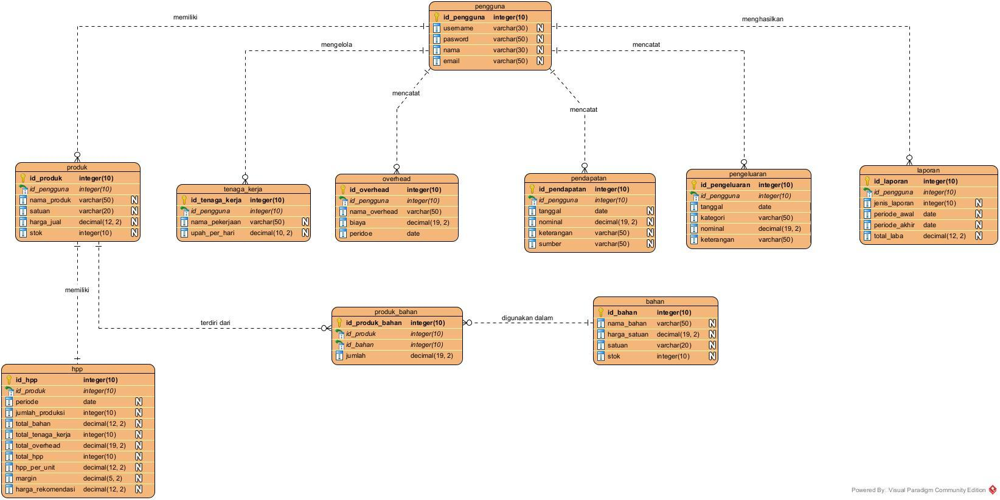 pengguna
id_pengguna integer(10)
username varchar(30) N
pasword varchar(50) N
nama varchar(30) N
email varchar(50) N
memiliki
mengelola
mencatat
mencatat
mencatat
menghasilkan
produk
id_produk integer(10)
id_pengguna integer(10)
nama_produk varchar(50) N
satuan varchar(20) N
harga_jual decimal(12, 2) N
stok integer(10) N
tenaga_kerja
id_tenaga_kerja integer(10)
id_pengguna integer(10)
nama_pekerjaan varchar(50) N
upah_per_hari decimal(10, 2) N
overhead
id_overhead integer(10)
id_pengguna integer(10)
nama_overhead varchar(50)
biaya decimal(19, 2)
peridoe date
pendapatan
id_pendapatan integer(10)
id_pengguna integer(10)
tanggal date N
nominal decimal(19, 2) N
keterangan varchar(50) N
sumber varchar(50) N
pengeluaran
id_pengeluaran integer(10)
id_pengguna integer(10)
tanggal date
kategori varchar(50)
nominal decimal(19, 2)
keterangan varchar(50)
laporan
id_laporan integer(10)
id_pengguna integer(10)
jenis_laporan integer(10) N
periode_awal date N
periode_akhir date N
total_laba decimal(12, 2) N
memiliki
terdiri dari
produk_bahan
id_produk_bahan integer(10)
id_produk integer(10)
id_bahan integer(10)
jumlah decimal(19, 2)
digunakan dalam
bahan
id_bahan integer(10)
nama_bahan varchar(50) N
harga_satuan decimal(19, 2) N
satuan varchar(20) N
stok integer(10) N
hpp
id_hpp integer(10)
id_produk integer(10)
periode date N
jumlah_produksi integer(10) N
total_bahan decimal(12, 2) N
total_tenaga_kerja integer(10) N
total_overhead decimal(19, 2) N
total_hpp integer(10) N
hpp_per_unit decimal(12, 2) N
margin decimal(5, 2) N
harga_rekomendasi decimal(12, 2) N
Powered By Visual Paradigm Community Edition